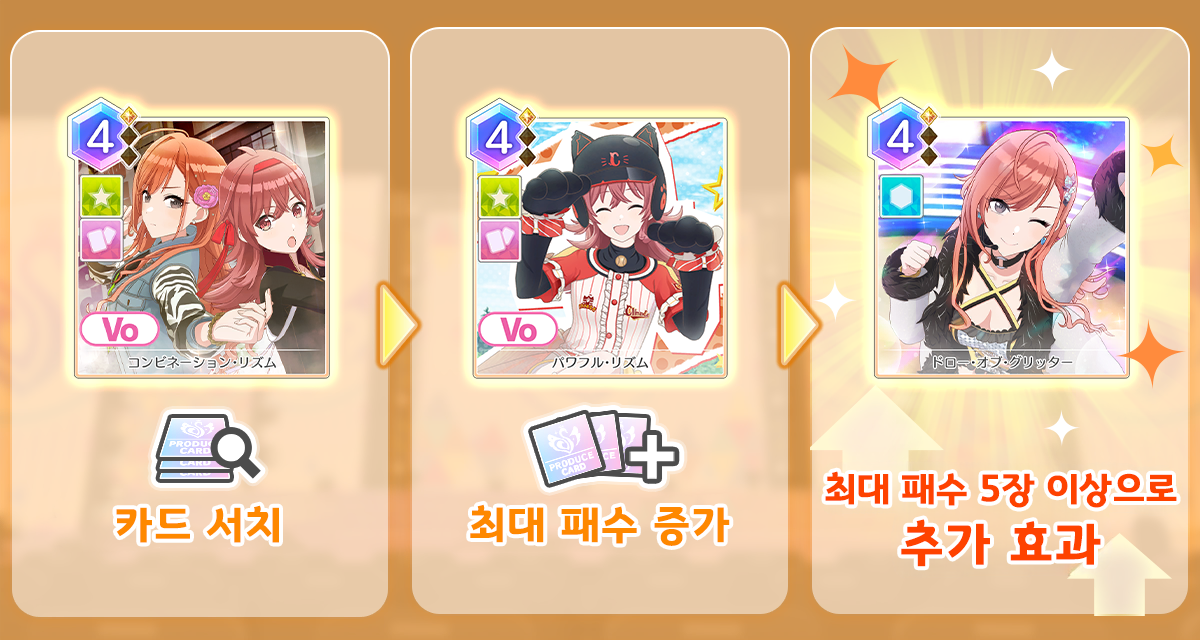 4
Vo
コンビネーション・リズム
PRODUCE
CARD
카드 서치
4
C
Vo
パワフル・リズム
PRODUCE
CARD
최대 패수 증가
4
ドロー・オブ・グリッター
최대 패수 5장 이상으로
추가 효과